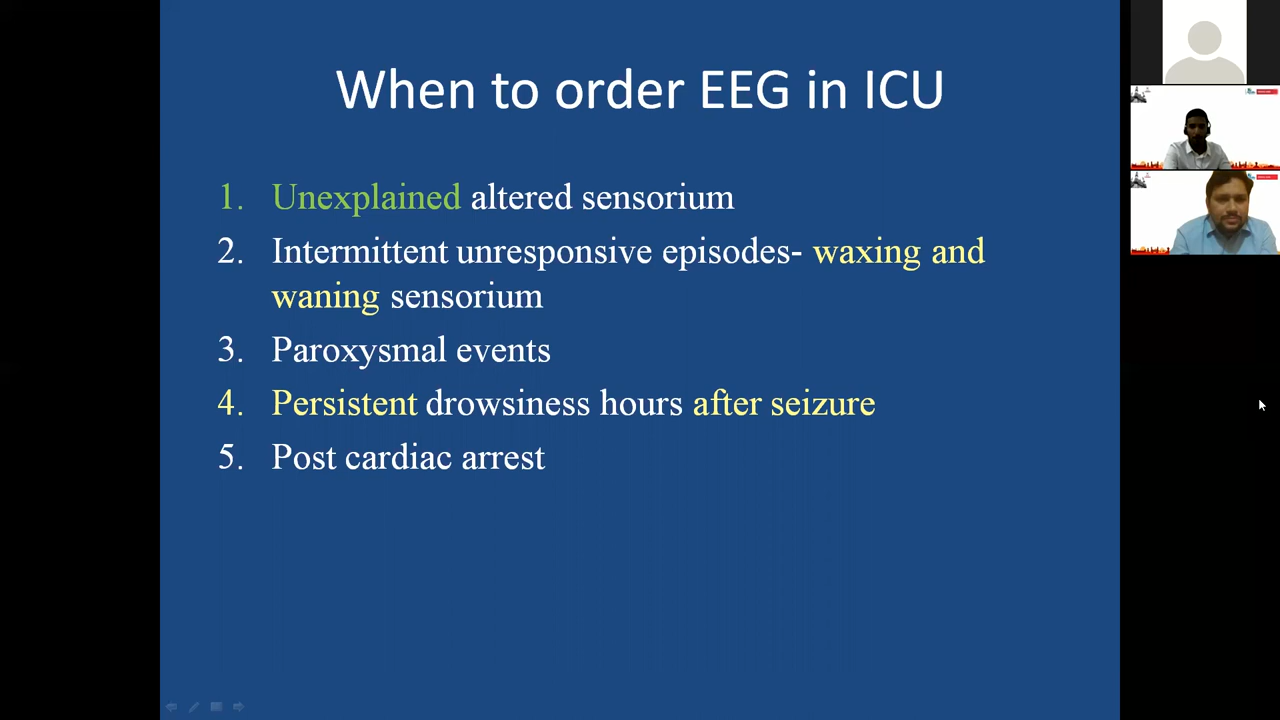 When to order EEG in ICU
1. Unexplained altered sensorium
2. Intermittent unresponsive episodes- waxing and
waning sensorium
3. Paroxysmal events
4. Persistent drowsiness hours after seizure
5. Post cardiac arrest